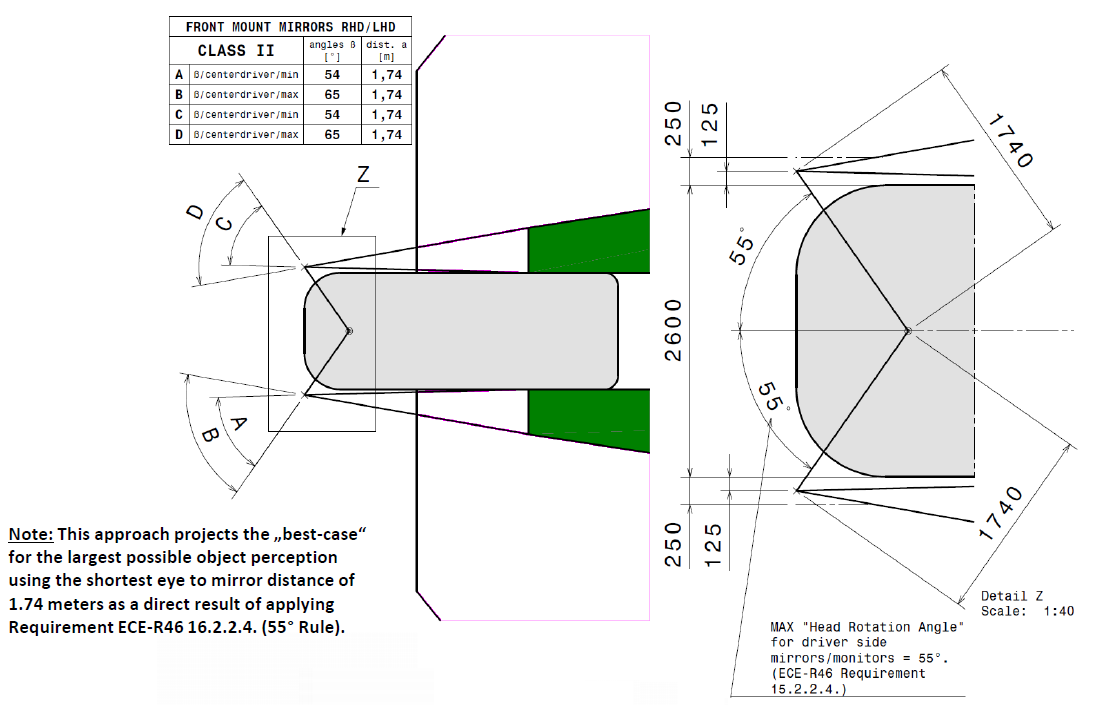 FRONT MOUNT MIRRORS RHD/LHD
CLASS II angles ß [°] dist. a [m]
A ß/centerdriver/min 54 1,74
B ß/centerdriver/max 65 1,74
C ß/centerdriver/min 54 1,74
D ß/centerdriver/max 65 1,74
Z
D
C
A
B
250
125
1740
55°
2600
55°
250
125
1740
Detail Z
Scale: 1:40
Note: This approach projects the „best-case“
for the largest possible object perception
using the shortest eye to mirror distance of
1.74 meters as a direct result of applying
Requirement ECE-R46 16.2.2.4. (55° Rule).
MAX "Head Rotation Angle"
for driver side
mirrors/monitors = 55°.
(ECE-R46 Requirement
15.2.2.4.)